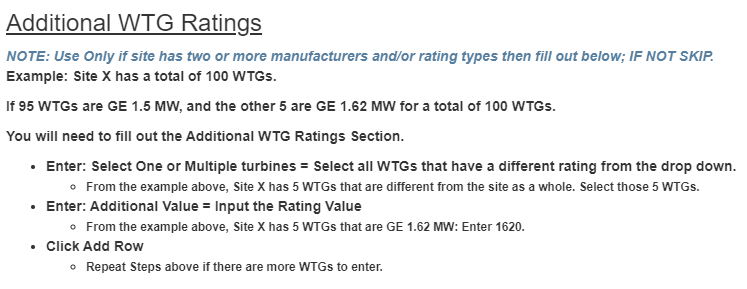 Additional WTG Ratings
NOTE: Use Only if site has two or more manufacturers and/or rating types then fill out below; IF NOT SKIP.
Example: Site X has a total of 100 WTGs.
If 95 WTGs are GE 1.5 MW, and the other 5 are GE 1.62 MW for a total of 100 WTGs.
You will need to fill out the Additional WTG Ratings Section.
• Enter: Select One or Multiple turbines = Select all WTGs that have a different rating from the drop down.
◦ From the example above, Site X has 5 WTGs that are different from the site as a whole. Select those 5 WTGs.
• Enter: Additional Value = Input the Rating Value
◦ From the example above, Site X has 5 WTGs that are GE 1.62 MW: Enter 1620.
• Click Add Row
◦ Repeat Steps above if there are more WTGs to enter.